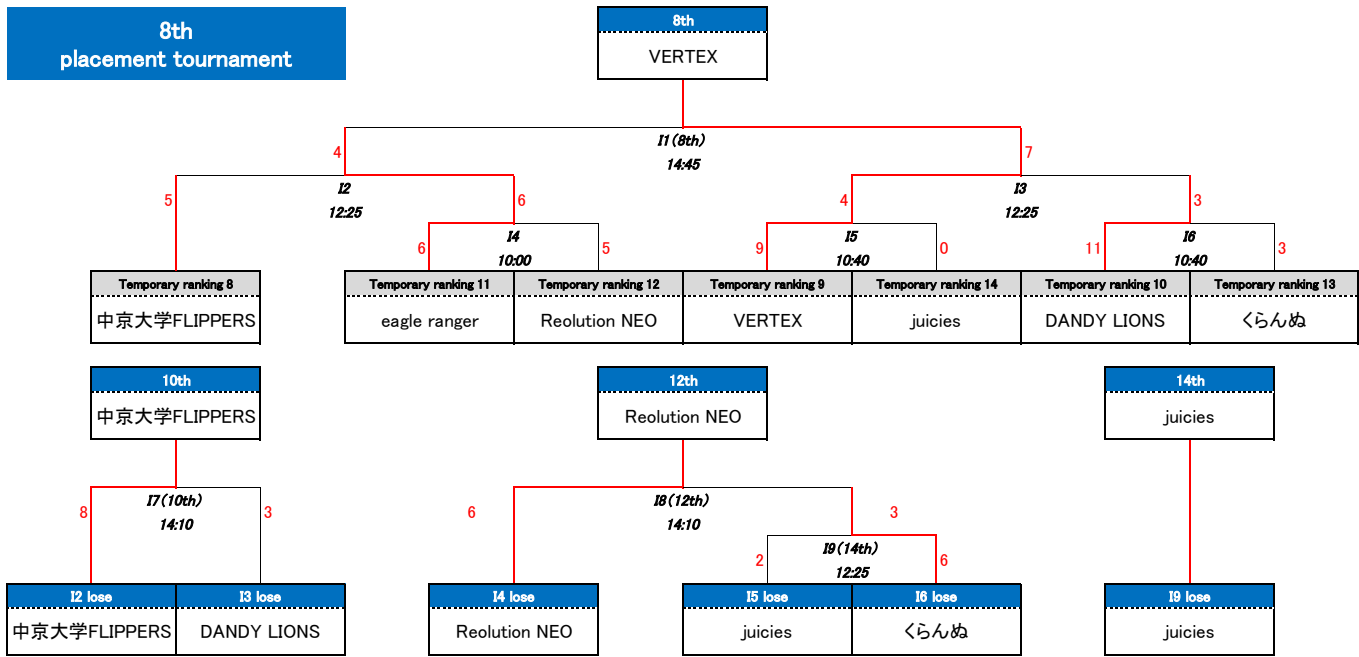 8th
placement tournament
8th
VERTEX
I1(8th)
14:45
4
7
I2
12:25
I3
12:25
5
6
4
3
I4
10:00
I5
10:40
I6
10:40
6
5
9
0
11
3
Temporary ranking 8
Temporary ranking 11
Temporary ranking 12
Temporary ranking 9
Temporary ranking 14
Temporary ranking 10
Temporary ranking 13
中京大学FLIPPERS
eagle ranger
Reolution NEO
VERTEX
juicies
DANDY LIONS
くらんぬ
10th
12th
14th
中京大学FLIPPERS
Reolution NEO
juicies
I7(10th)
14:10
8
3
I8(12th)
14:10
6
3
I9(14th)
12:25
2
6
I2 lose
I3 lose
I4 lose
I5 lose
I6 lose
I9 lose
中京大学FLIPPERS
DANDY LIONS
Reolution NEO
juicies
くらんぬ
juicies